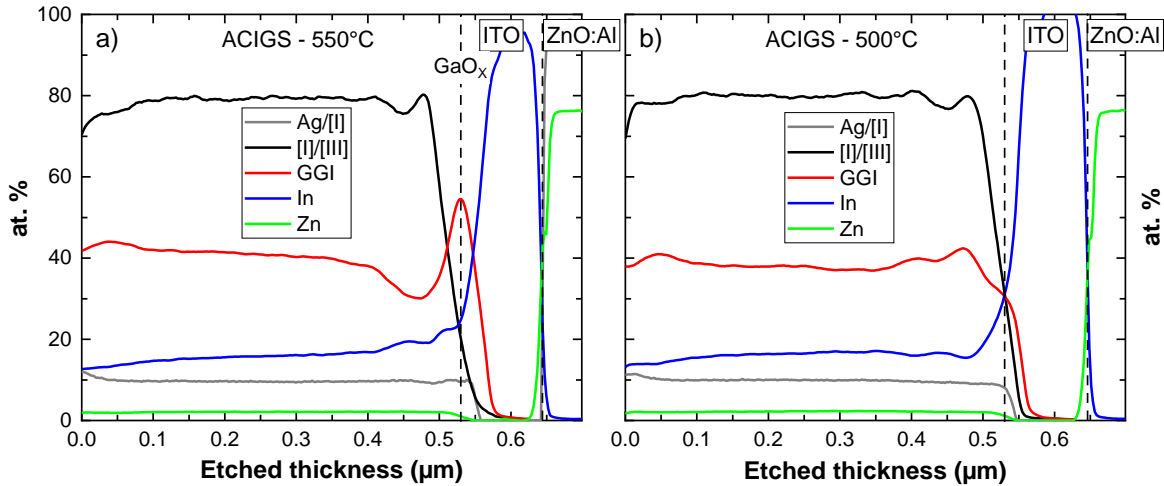 a)
ACIGS - 550°C
ITO
ZnO:Al
GaOₓ
Ag/[I]
[I]/[III]
GGI
In
Zn
at. %
100
80
60
40
20
0
0.0 0.1 0.2 0.3 0.4 0.5 0.6
Etched thickness (µm)
b)
ACIGS - 500°C
ITO
ZnO:Al
Ag/[I]
[I]/[III]
GGI
In
Zn
at. %
0.0 0.1 0.2 0.3 0.4 0.5 0.6
Etched thickness (µm)